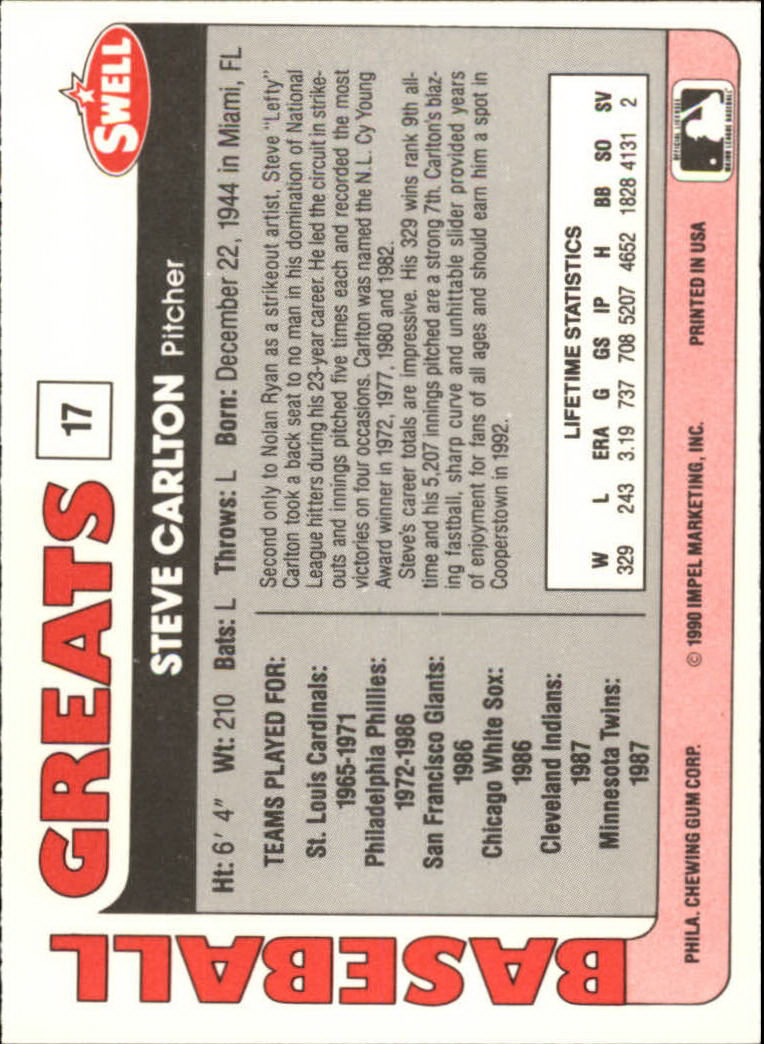 BASEBALL
GREATS
17
SWELL
STEVE CARLTON Pitcher
Ht: 6' 4" Wt: 210 Bats: L Throws: L Born: December 22, 1944 in Miami, FL
TEAMS PLAYED FOR:
St. Louis Cardinals:
1965-1971
Philadelphia Phillies:
1972-1986
San Francisco Giants:
1986
Chicago White Sox:
1986
Cleveland Indians:
1987
Minnesota Twins:
1987
Second only to Nolan Ryan as a strikeout artist, Steve "Lefty"
Carlton took a back seat to no man in his domination of National
League hitters during his 23-year career. He led the circuit in strike-
outs and innings pitched five times each and recorded the most
victories on four occasions. Carlton was named the N.L. Cy Young
Award winner in 1972, 1977, 1980 and 1982.
Steve's career totals are impressive. His 329 wins rank 9th all-
time and his 5,207 innings pitched are a strong 7th. Carlton's blaz-
ing fastball, sharp curve and unhittable slider provided years
of enjoyment for fans of all ages and should earn him a spot in
Cooperstown in 1992.
LIFETIME STATISTICS
W L ERA G GS IP H BB SO SV
329 243 3.19 737 708 5207 4652 1828 4131 2
PHILA. CHEWING GUM CORP. © 1990 IMPEL MARKETING, INC. PRINTED IN USA
OFFICIAL LICENSEE
MAJOR LEAGUE BASEBALL